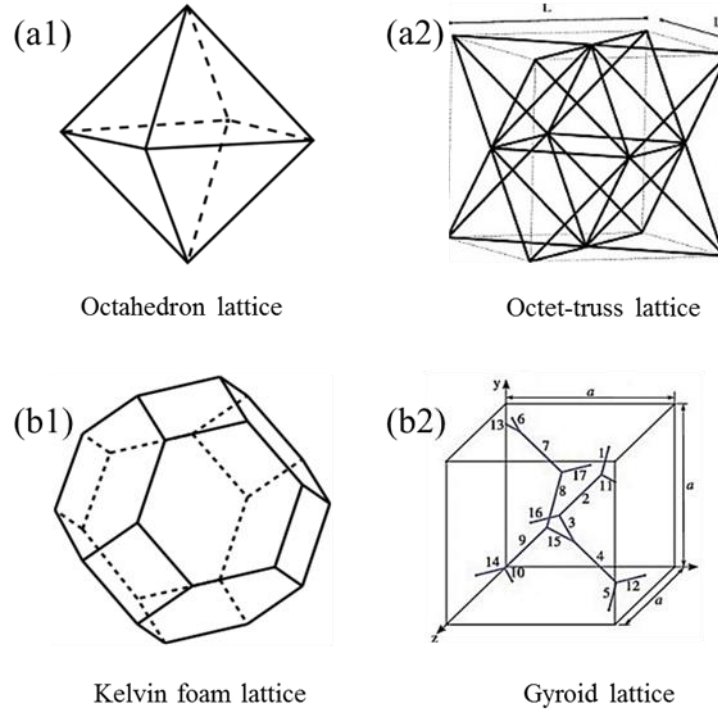 (a1)
(a2)
L
L
Octahedron lattice
Octet-truss lattice
(b1)
(b2)
y
a
13
6
7
1
17
11
8
2
a
16
3
9
15
4
14
10
12
5
a
z
Kelvin foam lattice
Gyroid lattice